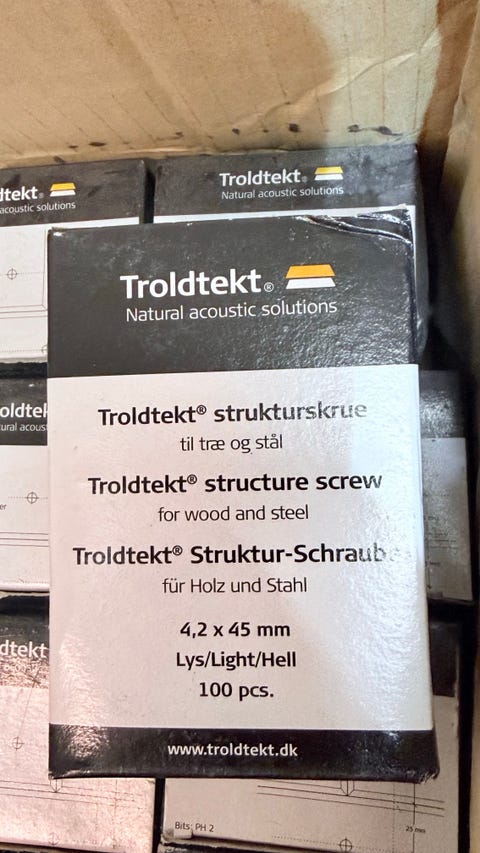 Troldtekt®
Natural acoustic solutions
acoustic solutions
Troldtekt®
Natural acoustic solutions
Troldtekt® strukturskrue
til træ og stål
Troldtekt® structure screw
for wood and steel
Troldtekt® Struktur-Schraube
für Holz und Stahl
4,2 x 45 mm
Lys/Light/Hell
100 pcs.
www.troldtekt.dk
Bits: PH 2
25 mm